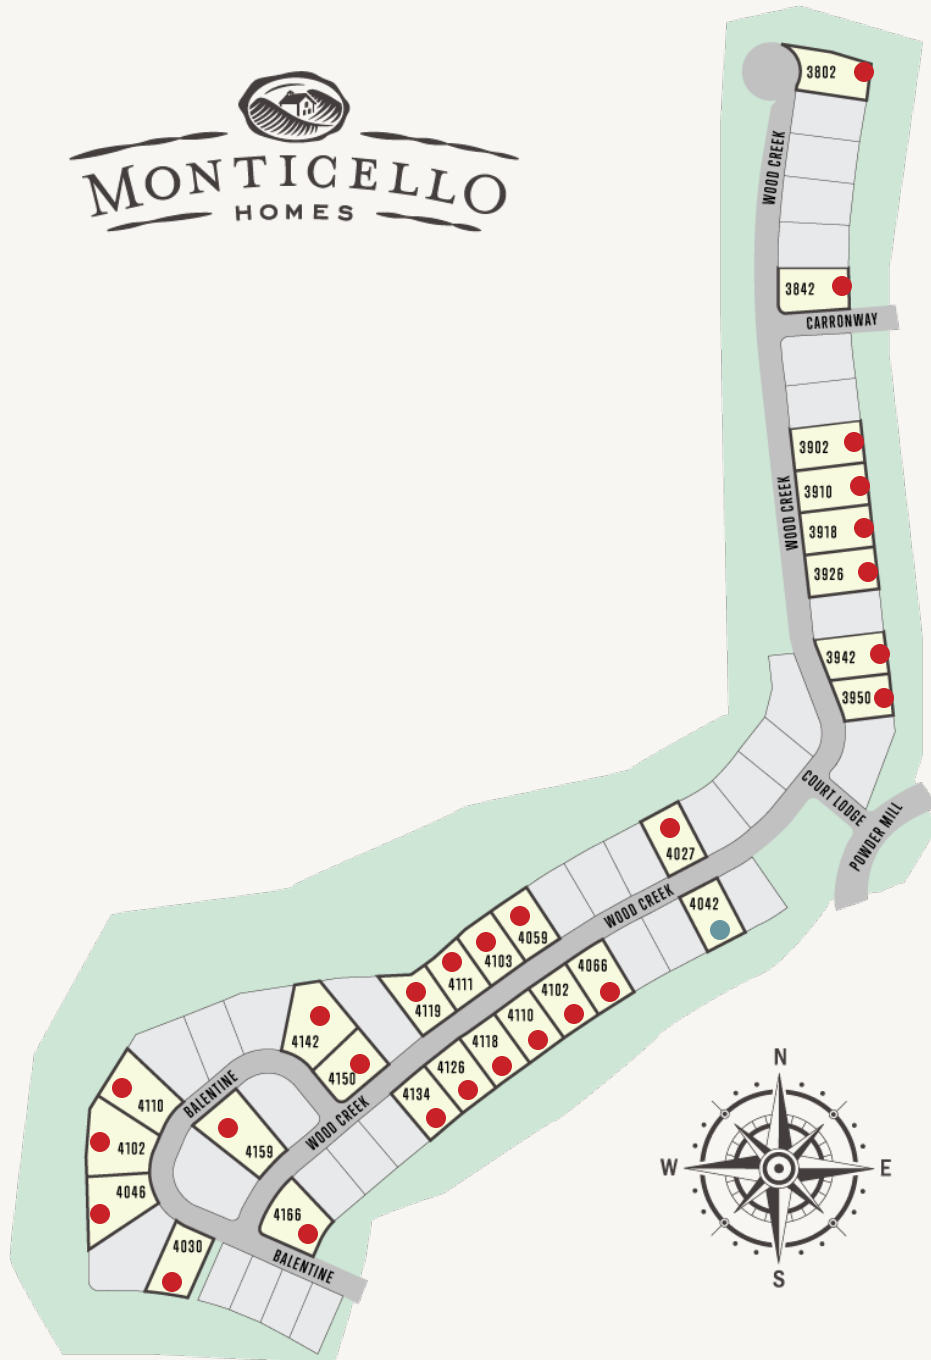 MONTICELLO
HOMES
3802
WOOD CREEK
3842
CARRONWAY
3902
WOOD CREEK
3910
3918
3926
3942
3950
COURT LODGE
POWDER MILL
4027
WOOD CREEK
4042
4059
4103
4066
4111
4102
4119
4110
4142
4118
4150
4126
4134
BALENTINE
4110
WOOD CREEK
4102
4159
4046
4166
4030
BALENTINE
N
W
E
S